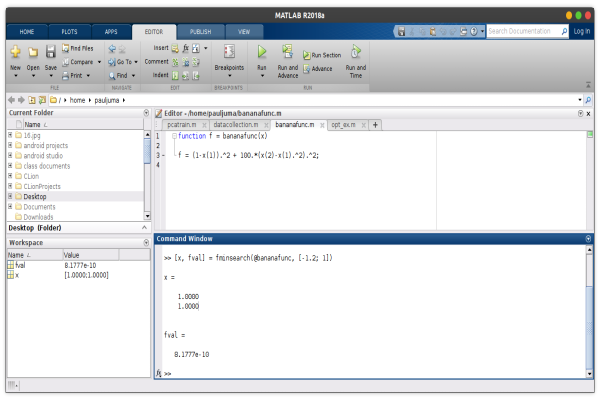 MATLAB R2018a
HOME PLOTS APPS EDITOR PUBLISH VIEW Search Documentation Log In
New Open Save Find Files Compare Print Go To Find Insert Comment Indent Breakpoints Run Run and Advance Run Section Advance Run and Time
FILE NAVIGATE EDIT BREAKPOINTS RUN
/ home pauljuma
Current Folder
Name
16.jpg
android projects
android studio
class documents
CLion
CLionProjects
Desktop
Documents
Downloads
Desktop (Folder)
Workspace
Name Value
fval 8.1777e-10
x [1.0000;1.0000]
Editor - /home/pauljuma/bananafunc.m
pcatrain.m datacollection.m bananafunc.m opt_ex.m +
1 function f = bananafunc(x)
2
3 - f = (1-x(1)).^2 + 100.*(x(2)-x(1).^2).^2;
4
Command Window
>> [x, fval] = fminsearch(@bananafunc, [-1.2; 1])
x =
1.0000
1.0000
fval =
8.1777e-10
fx >>